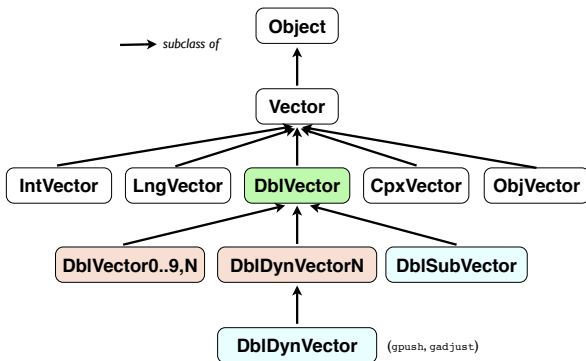 Object
subclass of
Vector
IntVector LngVector DblVector CpxVector ObjVector
DblVector0..9,N DblDynVectorN DblSubVector
DblDynVector (gpush, gadjust)